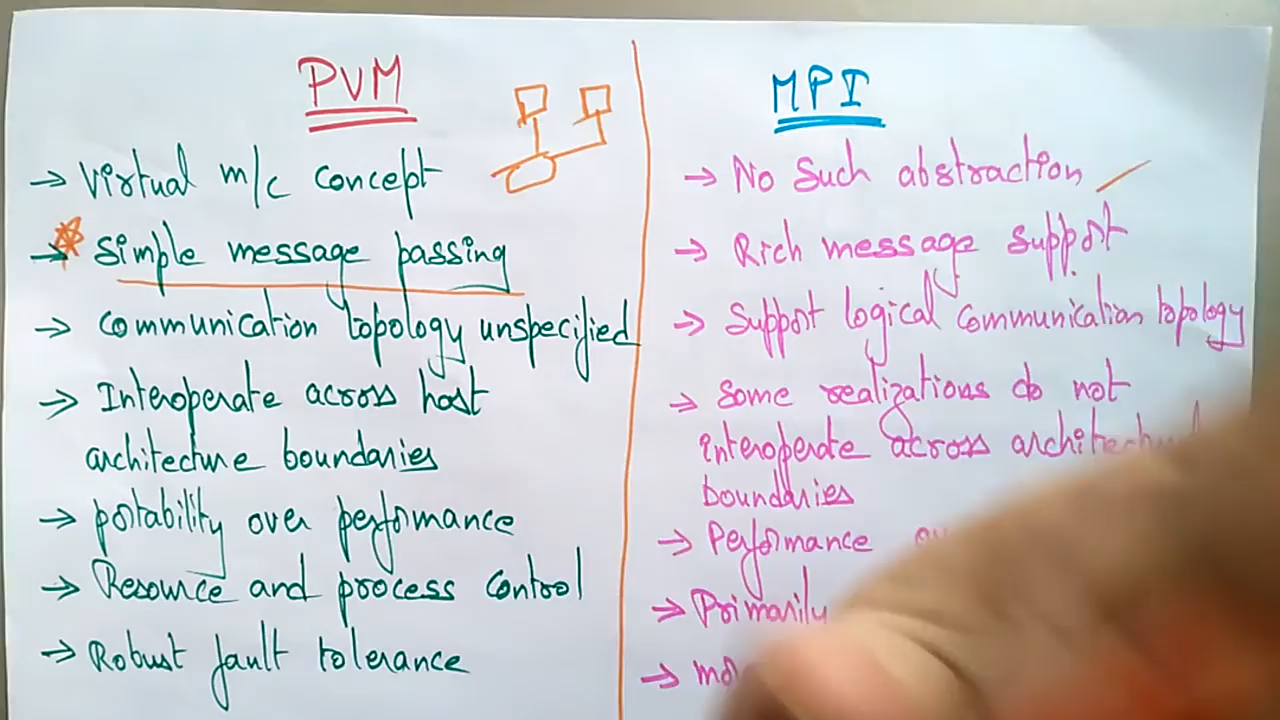 PVM
→ Virtual m/c concept
→ Simple message passing
→ Communication topology unspecified
→ Interoperate across host
architecture boundaries
→ portability over performance
→ Resource and process control
→ Robust fault tolerance
MPI
→ No Such abstraction
→ Rich message support
→ Support logical communication topology
→ Some realizations do not
interoperate across
boundaries
→ Performance
→ Primarily
→